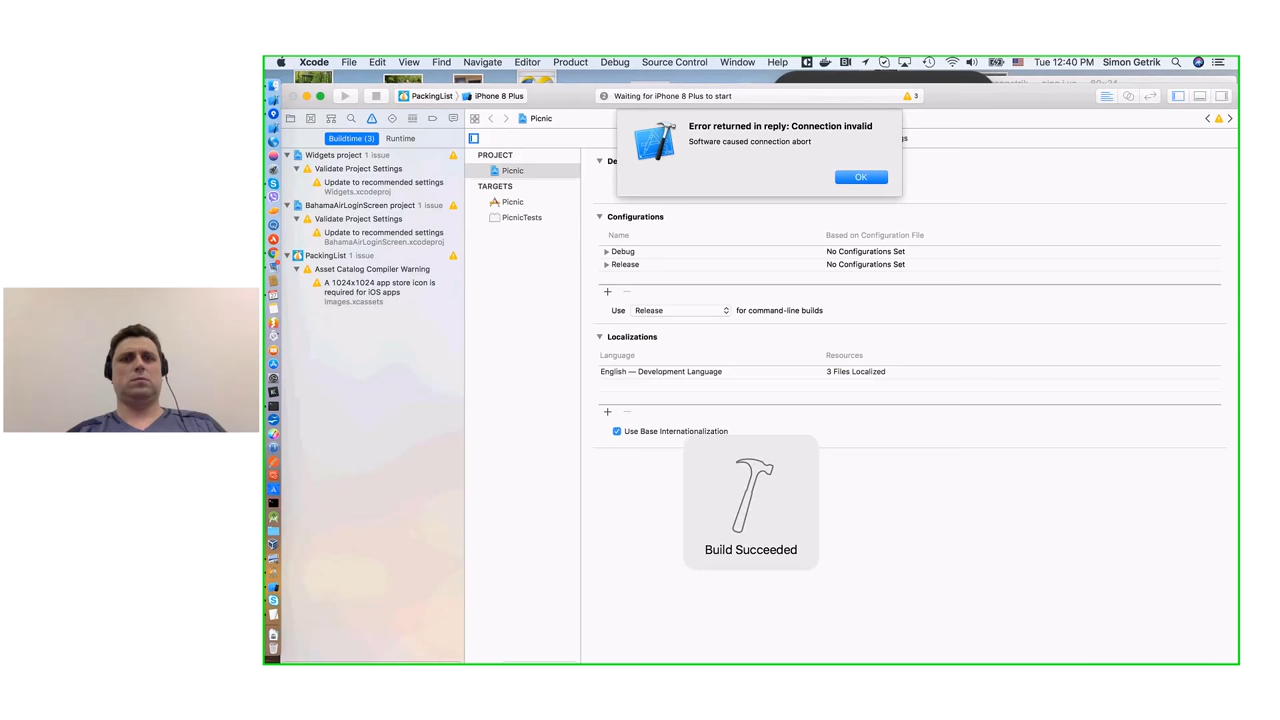 Xcode File Edit View Find Navigate Editor Product Debug Source Control Window Help Tue 12:40 PM Simon Getrik
PackingList iPhone 8 Plus Waiting for iPhone 8 Plus to start 3
Picnic
Buildtime (3) Runtime
Error returned in reply: Connection invalid
Software caused connection abort
OK
Widgets project 1 issue
Validate Project Settings
Update to recommended settings
Widgets.xcodeproj
BahamaAirLoginScreen project 1 issue
Validate Project Settings
Update to recommended settings
BahamaAirLoginScreen.xcodeproj
PackingList 1 issue
Asset Catalog Compiler Warning
A 1024x1024 app store icon is
required for iOS apps
Images.xcassets
PROJECT
Picnic
TARGETS
Picnic
PicnicTests
De
gs
Configurations
Name Based on Configuration File
Debug No Configurations Set
Release No Configurations Set
+ −
Use Release for command-line builds
Localizations
Language Resources
English — Development Language 3 Files Localized
+ −
Use Base Internationalization
Build Succeeded